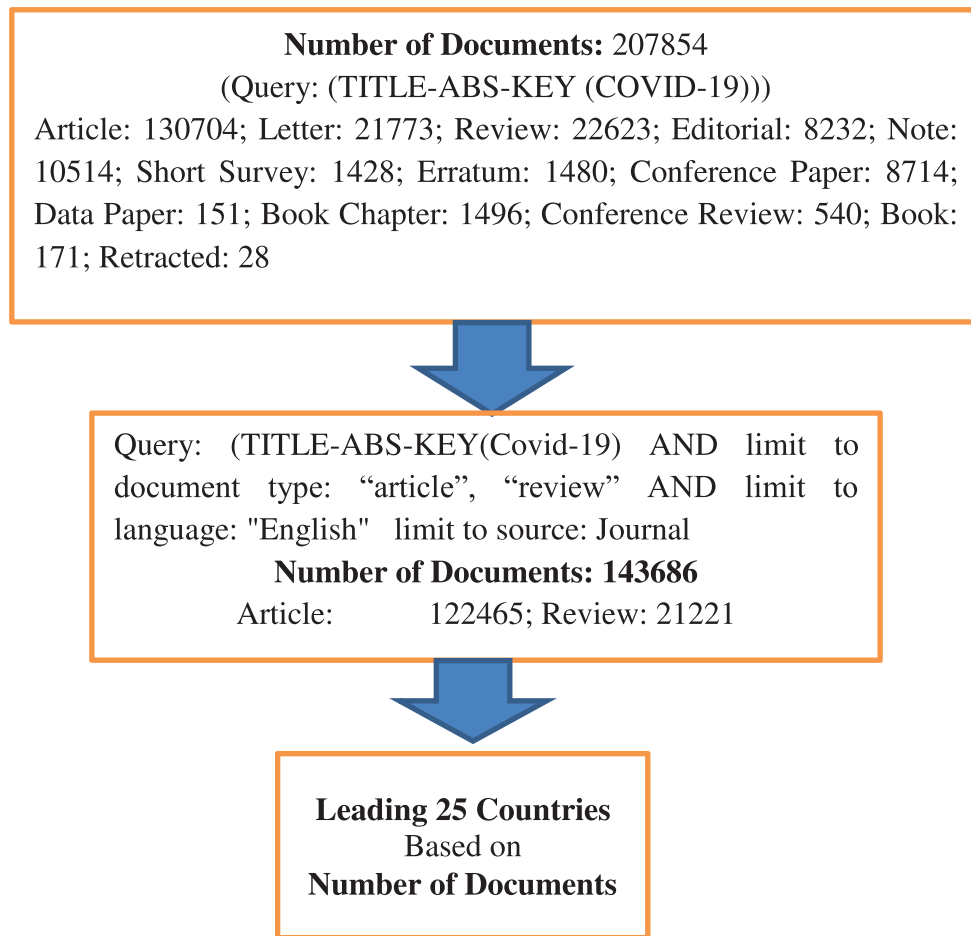 Number of Documents: 207854
(Query: (TITLE-ABS-KEY (COVID-19)))
Article: 130704; Letter: 21773; Review: 22623; Editorial: 8232; Note:
10514; Short Survey: 1428; Erratum: 1480; Conference Paper: 8714;
Data Paper: 151; Book Chapter: 1496; Conference Review: 540; Book:
171; Retracted: 28
Query: (TITLE-ABS-KEY(Covid-19) AND limit to
document type: “article”, “review” AND limit to
language: "English" limit to source: Journal
Number of Documents: 143686
Article: 122465; Review: 21221
Leading 25 Countries
Based on
Number of Documents